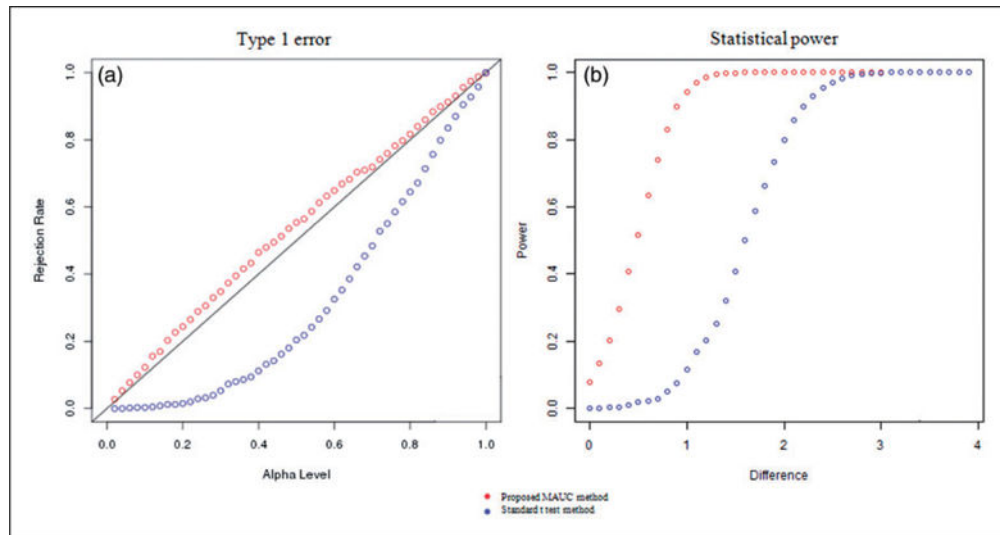 Type 1 error
Statistical power
(a)
(b)
Rejection Rate
0.0 0.2 0.4 0.6 0.8 1.0
0.0 0.2 0.4 0.6 0.8 1.0
Alpha Level
Power
0.0 0.2 0.4 0.6 0.8 1.0
0 1 2 3 4
Difference
Proposed MAUC method
Standard t test method